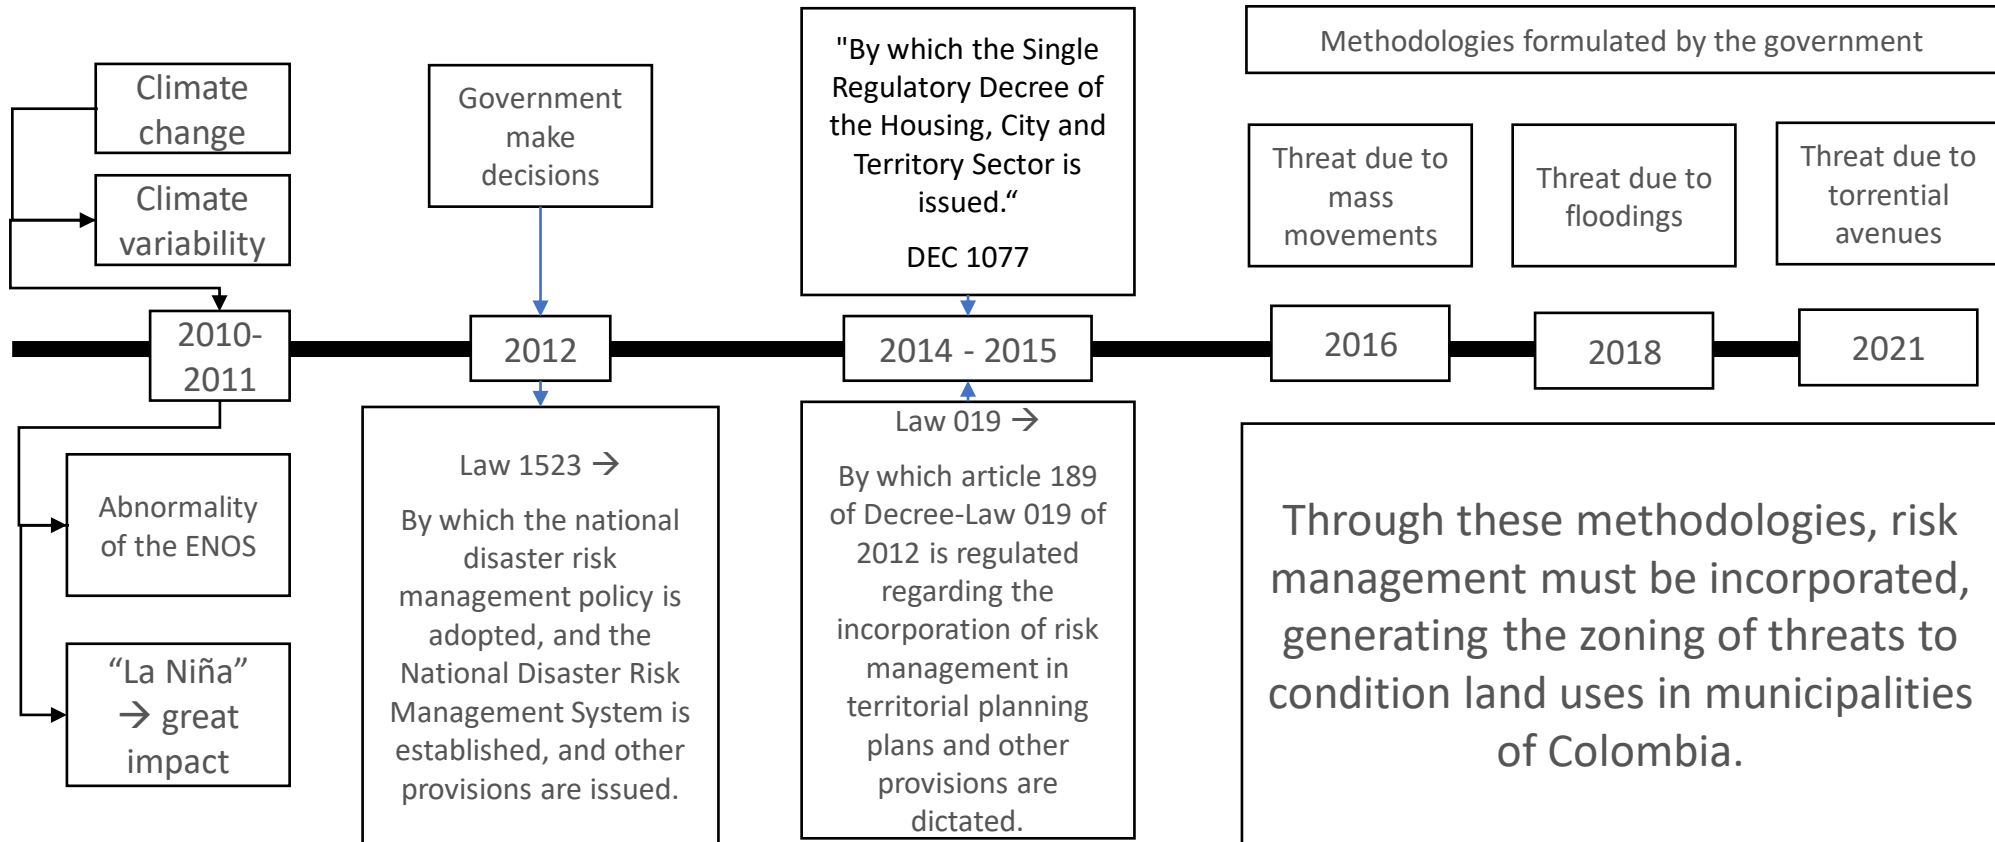 Climate
change
Climate
variability
2010-
2011
Abnormality
of the ENOS
“La Niña”
→ great
impact
Government
make
decisions
2012
Law 1523 →
By which the national
disaster risk
management policy is
adopted, and the
National Disaster Risk
Management System is
established, and other
provisions are issued.
"By which the Single
Regulatory Decree of
the Housing, City and
Territory Sector is
issued.“
DEC 1077
2014 - 2015
Law 019 →
By which article 189
of Decree-Law 019 of
2012 is regulated
regarding the
incorporation of risk
management in
territorial planning
plans and other
provisions are
dictated.
Methodologies formulated by the government
Threat due to
mass
movements
Threat due to
floodings
Threat due to
torrential
avenues
2016
2018
2021
Through these methodologies, risk
management must be incorporated,
generating the zoning of threats to
condition land uses in municipalities
of Colombia.